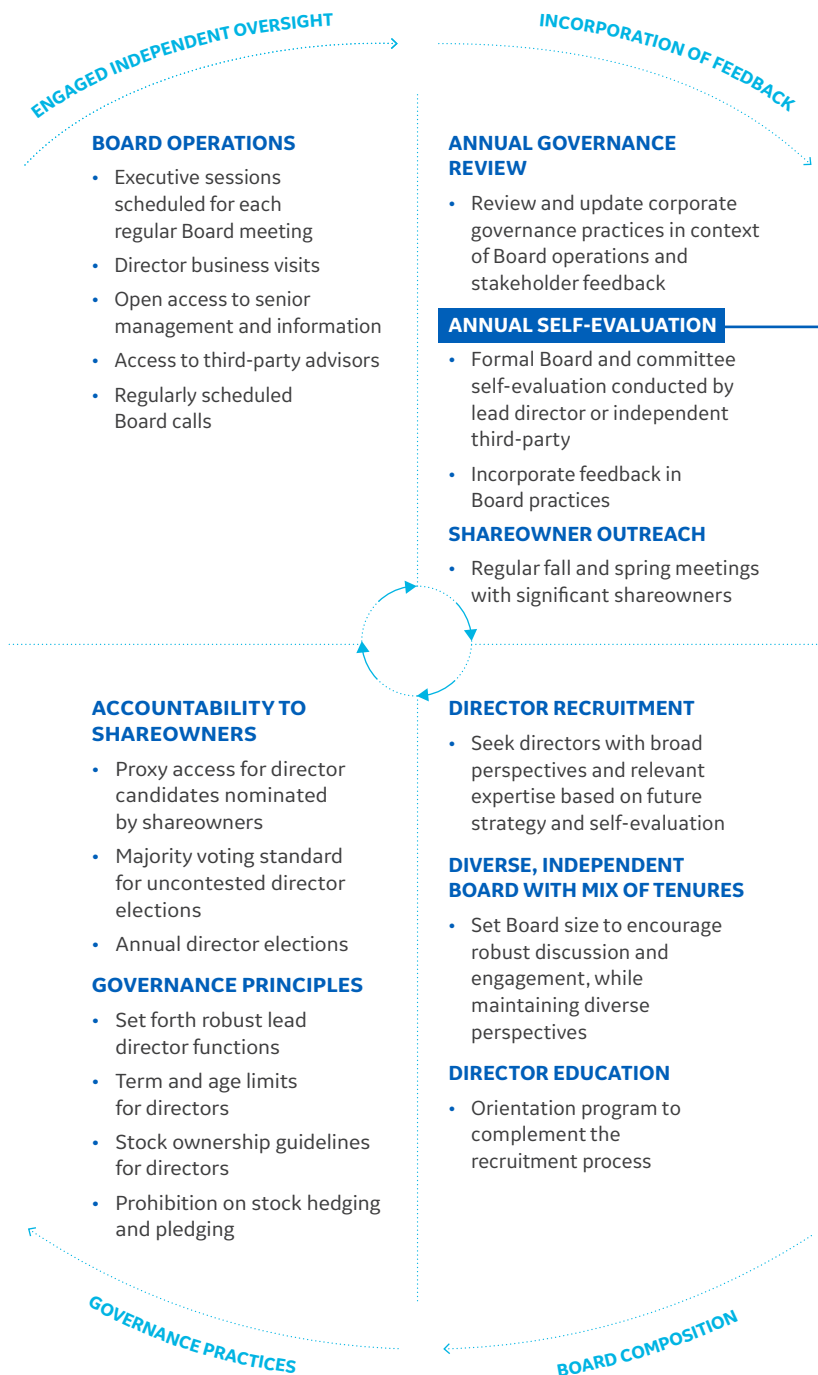 ENGAGED INDEPENDENT OVERSIGHT
BOARD OPERATIONS
• Executive sessions
scheduled for each
regular Board meeting
• Director business visits
• Open access to senior
management and information
• Access to third-party advisors
• Regularly scheduled
Board calls
INCORPORATION OF FEEDBACK
ANNUAL GOVERNANCE
REVIEW
• Review and update corporate
governance practices in context
of Board operations and
stakeholder feedback
ANNUAL SELF-EVALUATION
• Formal Board and committee
self-evaluation conducted by
lead director or independent
third-party
• Incorporate feedback in
Board practices
SHAREOWNER OUTREACH
• Regular fall and spring meetings
with significant shareowners
ACCOUNTABILITY TO
SHAREOWNERS
• Proxy access for director
candidates nominated
by shareowners
• Majority voting standard
for uncontested director
elections
• Annual director elections
GOVERNANCE PRINCIPLES
• Set forth robust lead
director functions
• Term and age limits
for directors
• Stock ownership guidelines
for directors
• Prohibition on stock hedging
and pledging
GOVERNANCE PRACTICES
DIRECTOR RECRUITMENT
• Seek directors with broad
perspectives and relevant
expertise based on future
strategy and self-evaluation
DIVERSE, INDEPENDENT
BOARD WITH MIX OF TENURES
• Set Board size to encourage
robust discussion and
engagement, while
maintaining diverse
perspectives
DIRECTOR EDUCATION
• Orientation program to
complement the
recruitment process
BOARD COMPOSITION